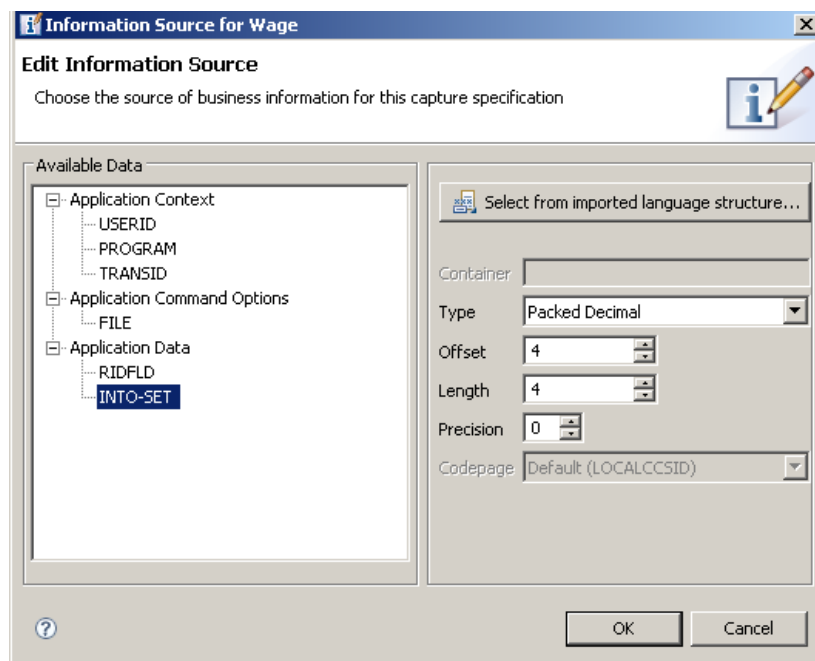 Information Source for Wage
Edit Information Source
Choose the source of business information for this capture specification
Available Data
Application Context
USERID
PROGRAM
TRANSID
Application Command Options
FILE
Application Data
RIDFLD
INTO-SET
Select from imported language structure...
Container
Type Packed Decimal
Offset 4
Length 4
Precision 0
Codepage Default (LOCALCCSID)
OK Cancel